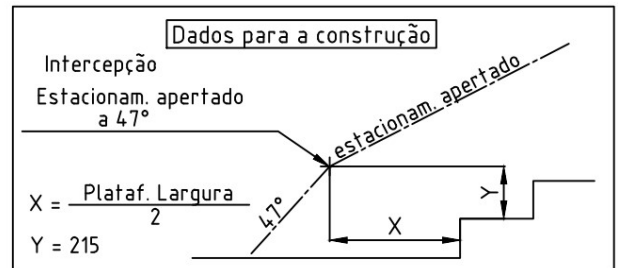 Dados para a construção
Intercepção
Estacionam. apertado
a 47°
estacionam. apertado
X = Plataf. Largura
2
Y = 215
47°
X
Y